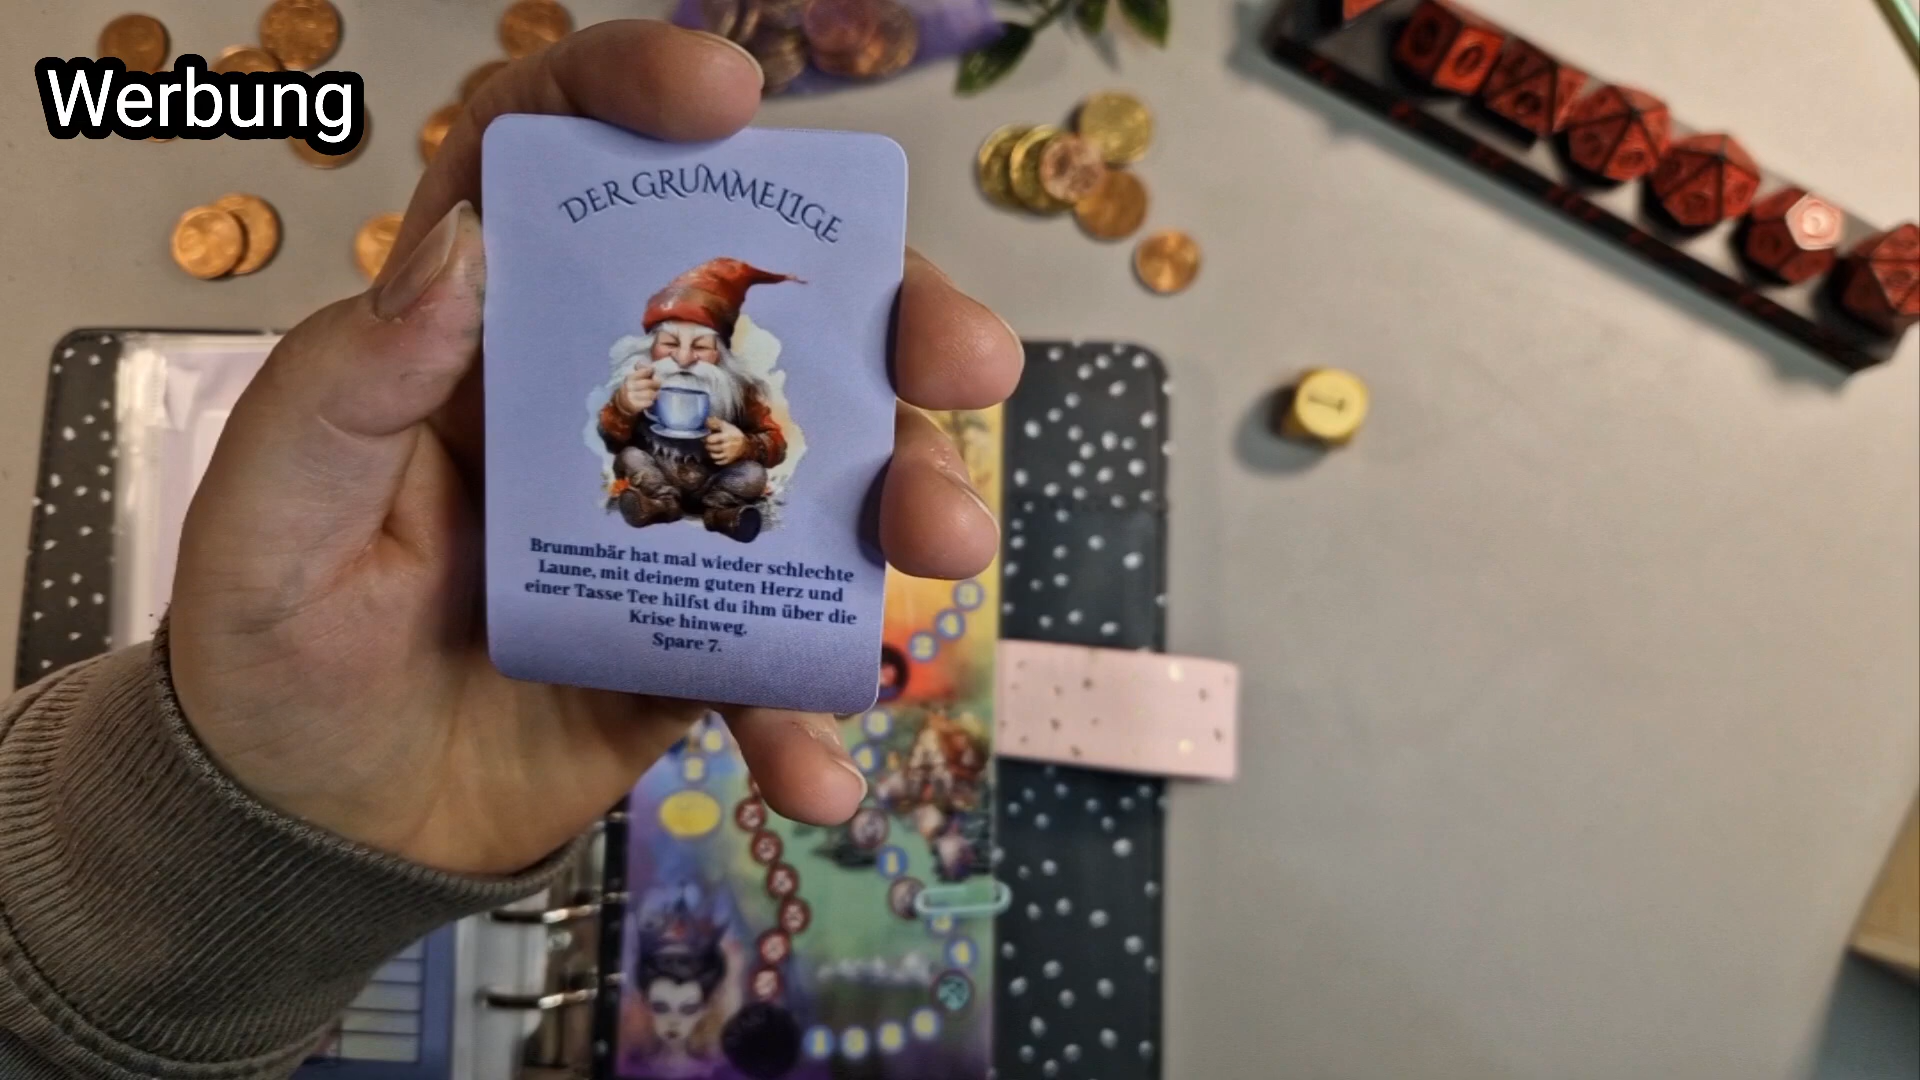 Werbung
DER GRUMMELIGE
Brummbär hat mal wieder schlechte
Laune, mit deinem guten Herz und
einer Tasse Tee hilfst du ihm über die
Krise hinweg.
Spare 7.